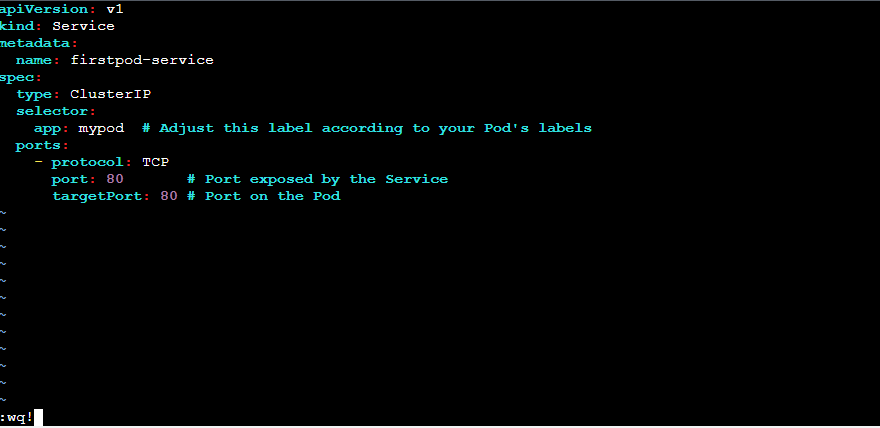 apiVersion: v1
kind: Service
metadata:
  name: firstpod-service
spec:
  type: ClusterIP
  selector:
    app: mypod  # Adjust this label according to your Pod's labels
  ports:
    - protocol: TCP
      port: 80       # Port exposed by the Service
      targetPort: 80 # Port on the Pod
~
~
~
~
~
~
~
~
~
~
~
~
:wq!